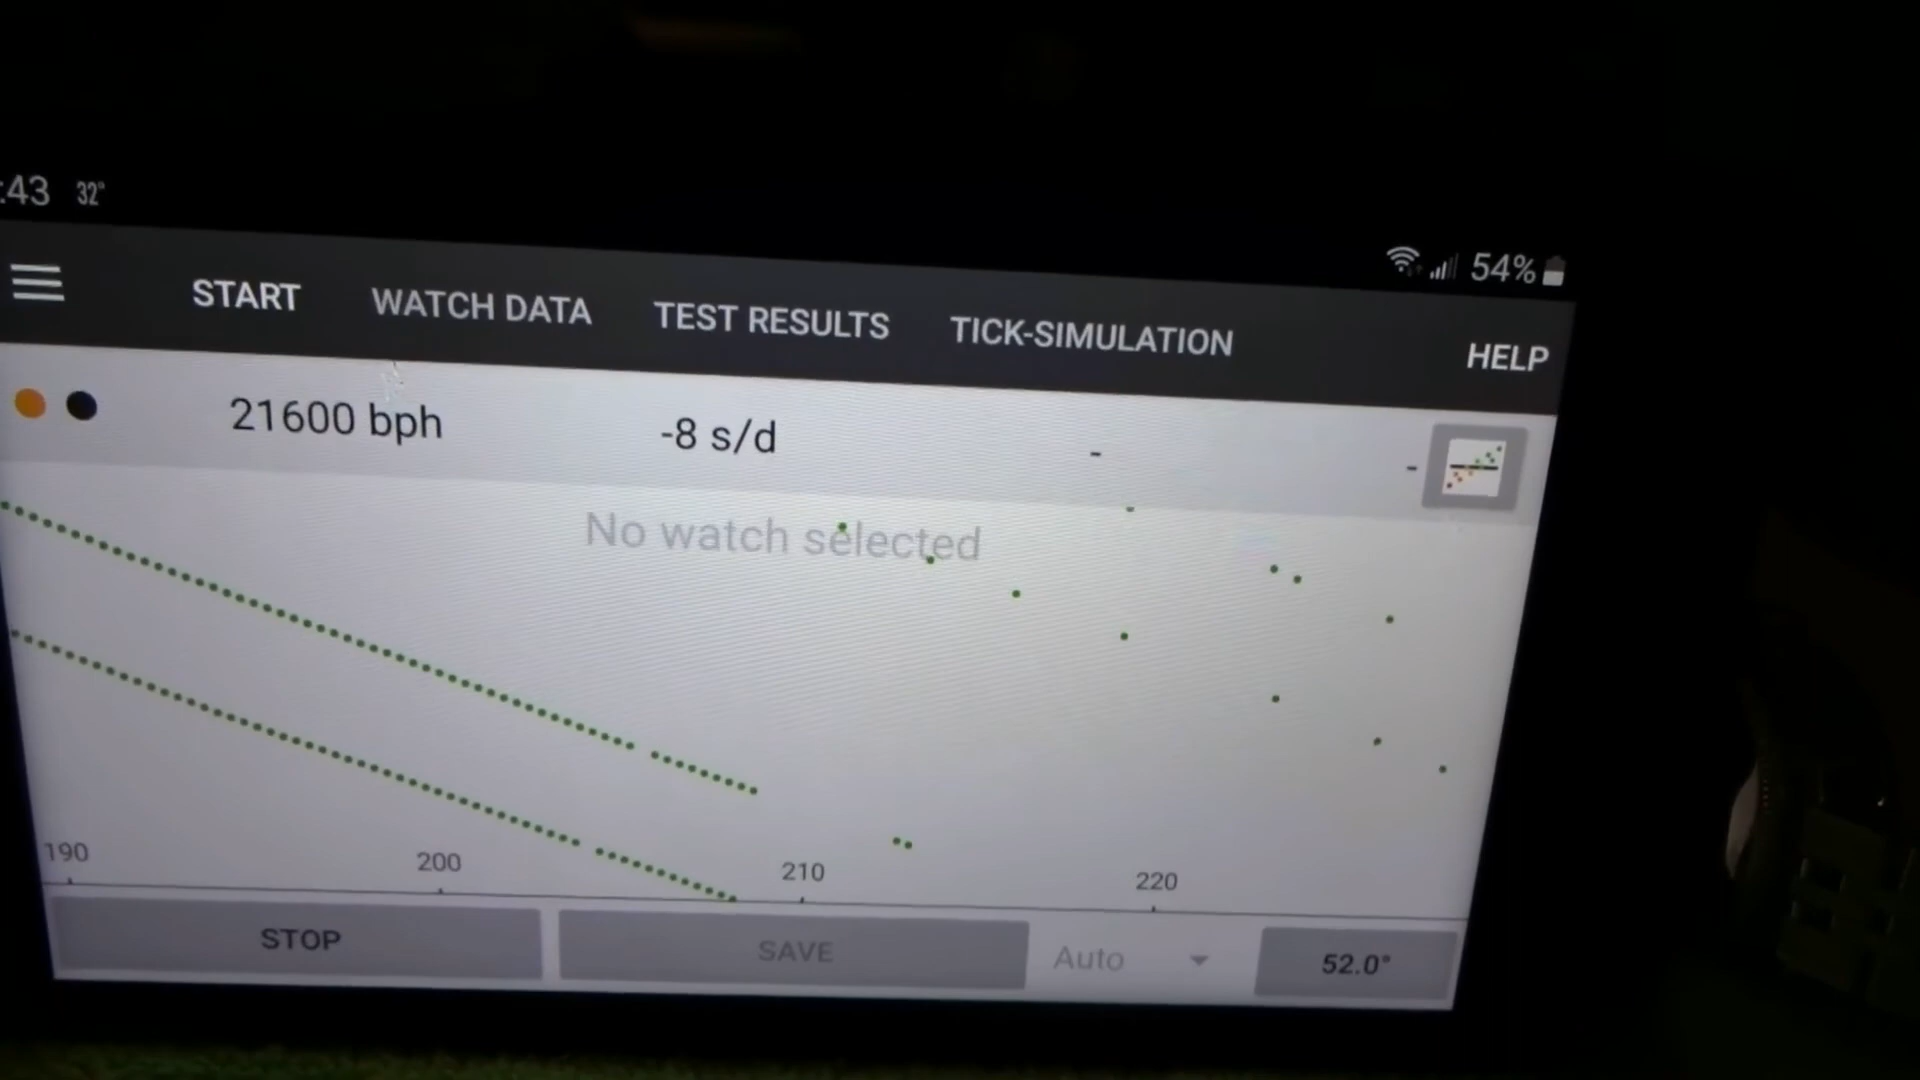 :43 32°
54%
START WATCH DATA TEST RESULTS TICK-SIMULATION HELP
21600 bph -8 s/d - -
No watch selected
190 200 210 220
STOP SAVE Auto 52.0°